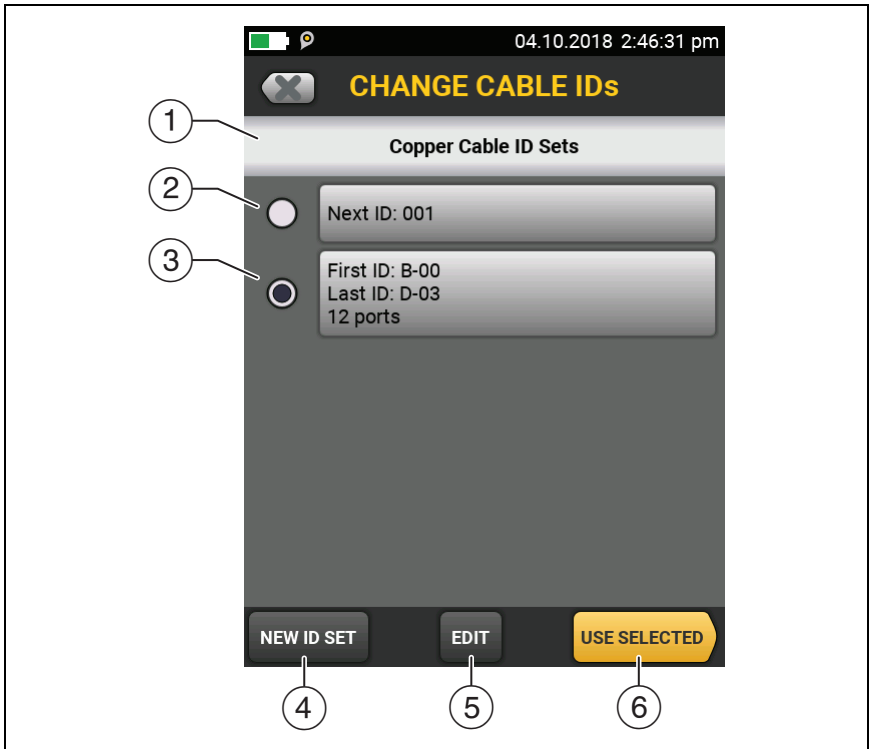 04.10.2018 2:46:31 pm
CHANGE CABLE IDs
1
Copper Cable ID Sets
2
Next ID: 001
3
First ID: B-00
Last ID: D-03
12 ports
NEW ID SET
EDIT
USE SELECTED
4
5
6